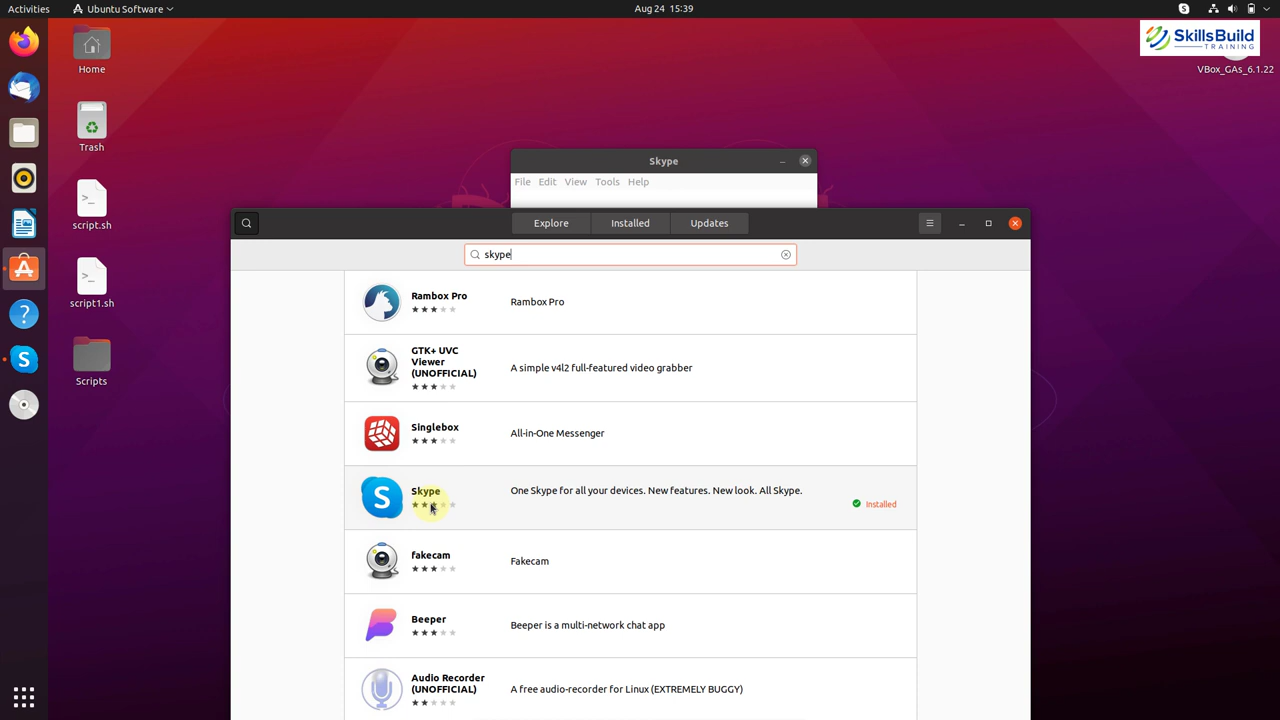 Activities
Ubuntu Software
Aug 24 15:39
SkillsBuild
TRAINING
Home
VBox_GAs_6.1.22
Trash
Skype
File Edit View Tools Help
script.sh
Explore
Installed
Updates
skype
script1.sh
Rambox Pro
Rambox Pro
GTK+ UVC
Viewer
(UNOFFICIAL)
A simple v4l2 full-featured video grabber
Scripts
Singlebox
All-in-One Messenger
Skype
One Skype for all your devices. New features. New look. All Skype.
Installed
fakecam
Fakecam
Beeper
Beeper is a multi-network chat app
Audio Recorder
(UNOFFICIAL)
A free audio-recorder for Linux (EXTREMELY BUGGY)